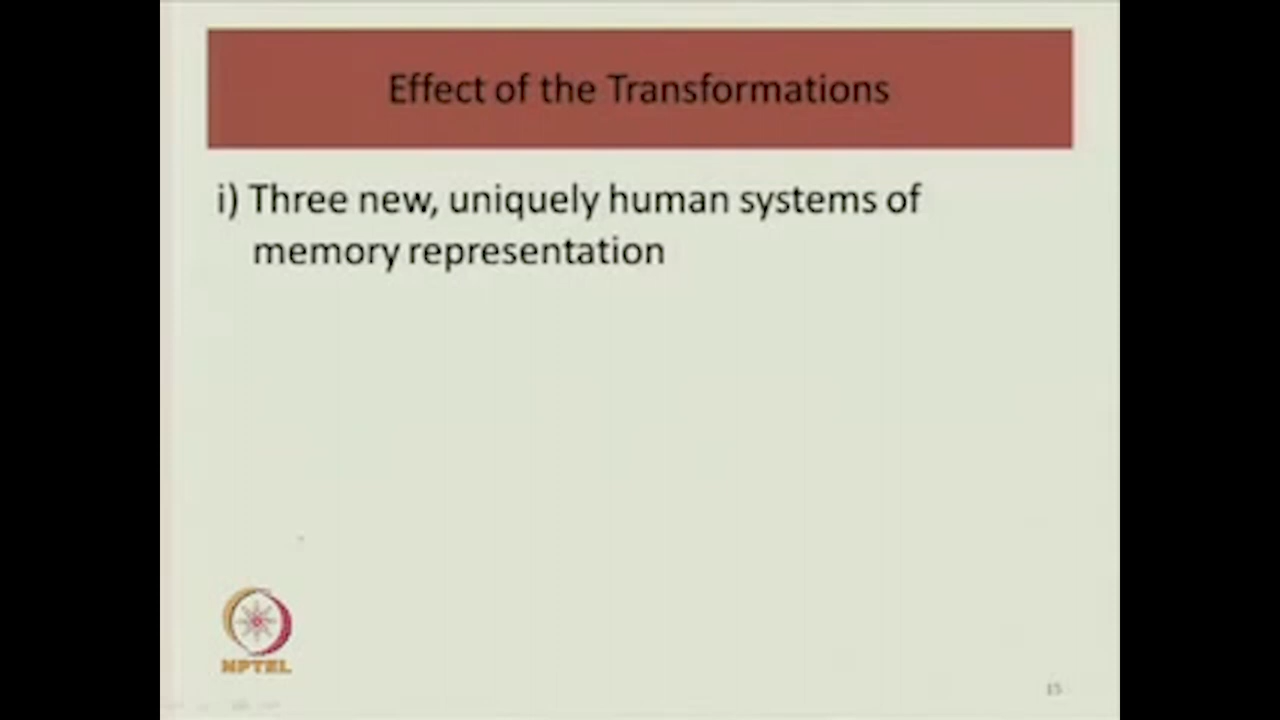 Effect of the Transformations
i) Three new, uniquely human systems of
memory representation
NPTEL
15